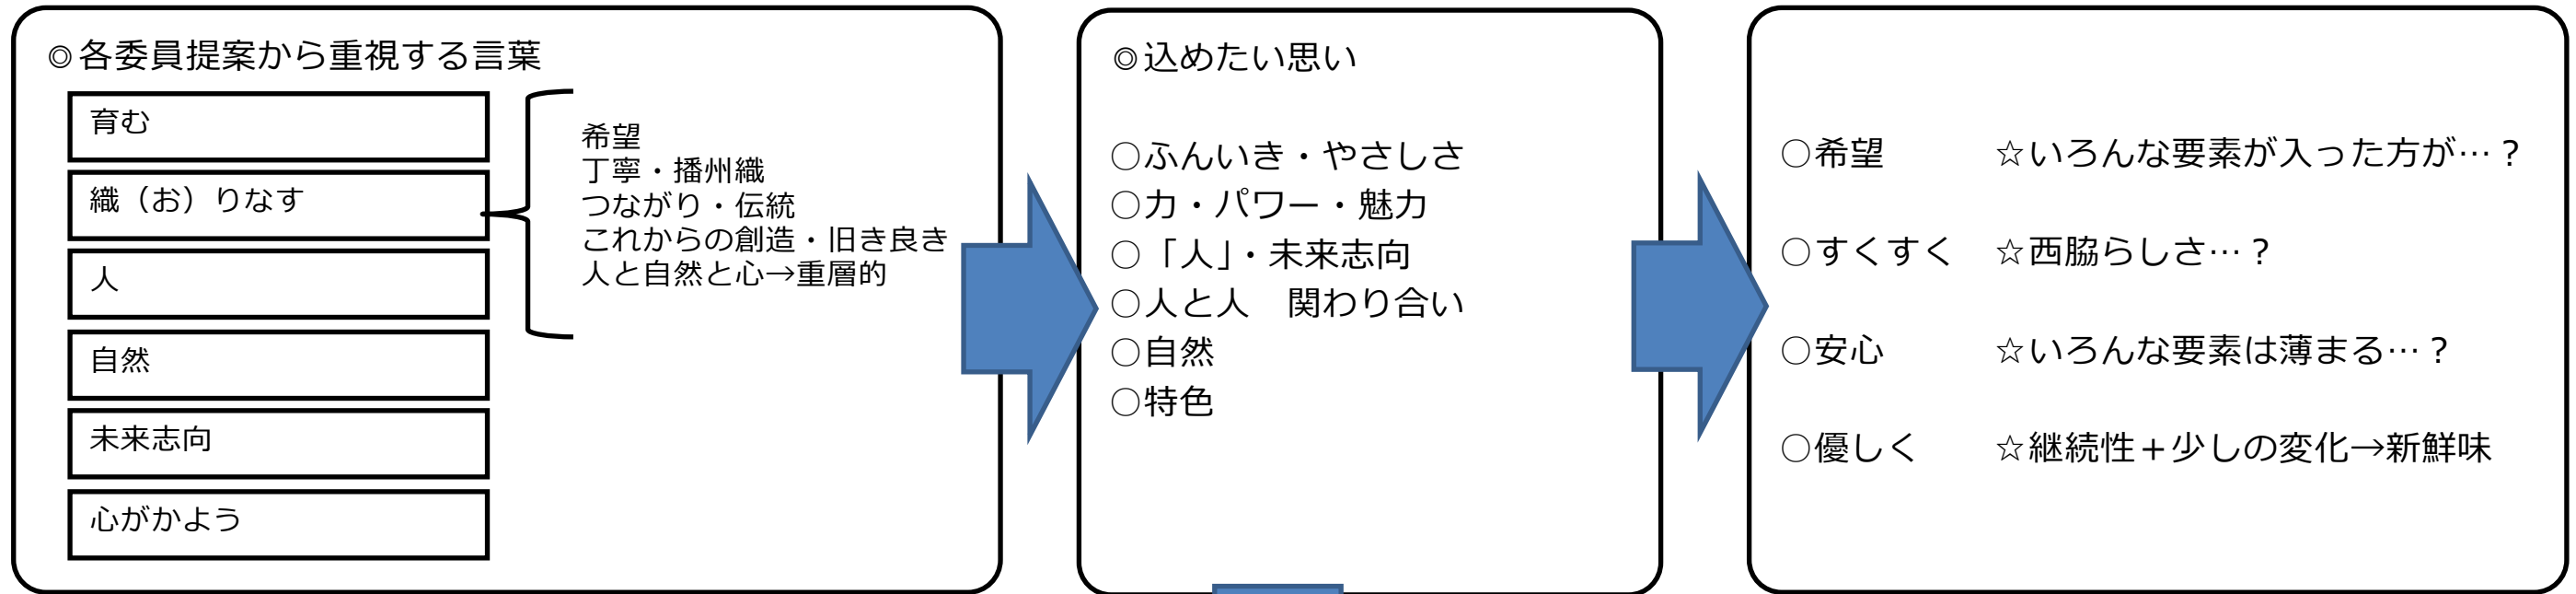 ◎各委員提案から重視する言葉
育む
織（お）りなす
人
自然
未来志向
心がかよう
希望
丁寧・播州織
つながり・伝統
これからの創造・旧き良き
人と自然と心→重層的
◎込めたい思い
○ふんいき・やさしさ
○力・パワー・魅力
○「人」・未来志向
○人と人　関わり合い
○自然
○特色
○希望　☆いろんな要素が入った方が…？
○すくすく　☆西脇らしさ…？
○安心　☆いろんな要素は薄まる…？
○優しく　☆継続性＋少しの変化→新鮮味